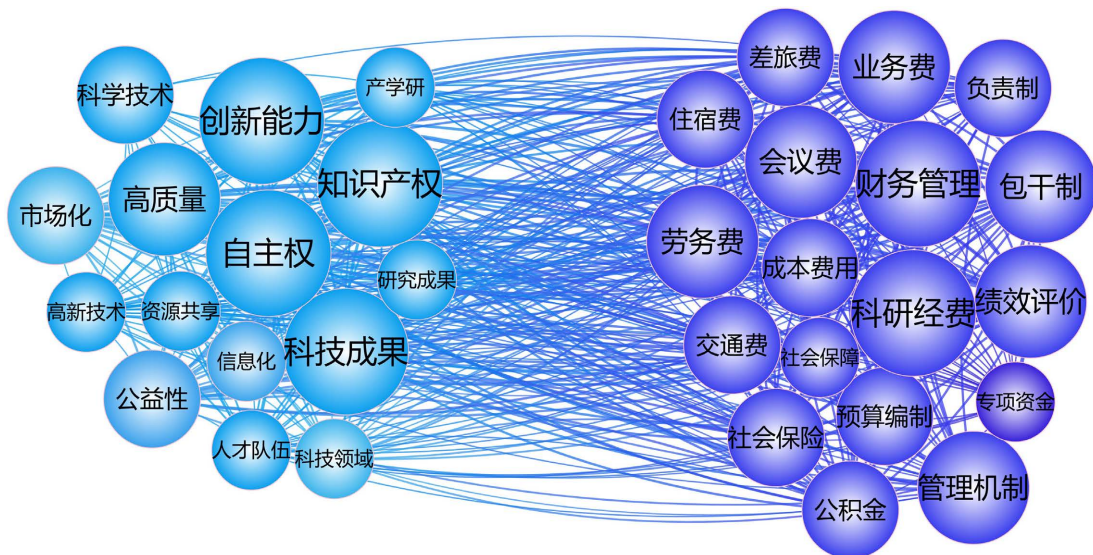 科学技术
创新能力
产学研
知识产权
高质量
市场化
自主权
研究成果
高新技术
资源共享
信息化
科技成果
公益性
人才队伍
科技领域
差旅费
业务费
负责制
住宿费
会议费
财务管理
包干制
劳务费
成本费用
科研经费
绩效评价
交通费
社会保障
预算编制
专项资金
社会保险
管理机制
公积金